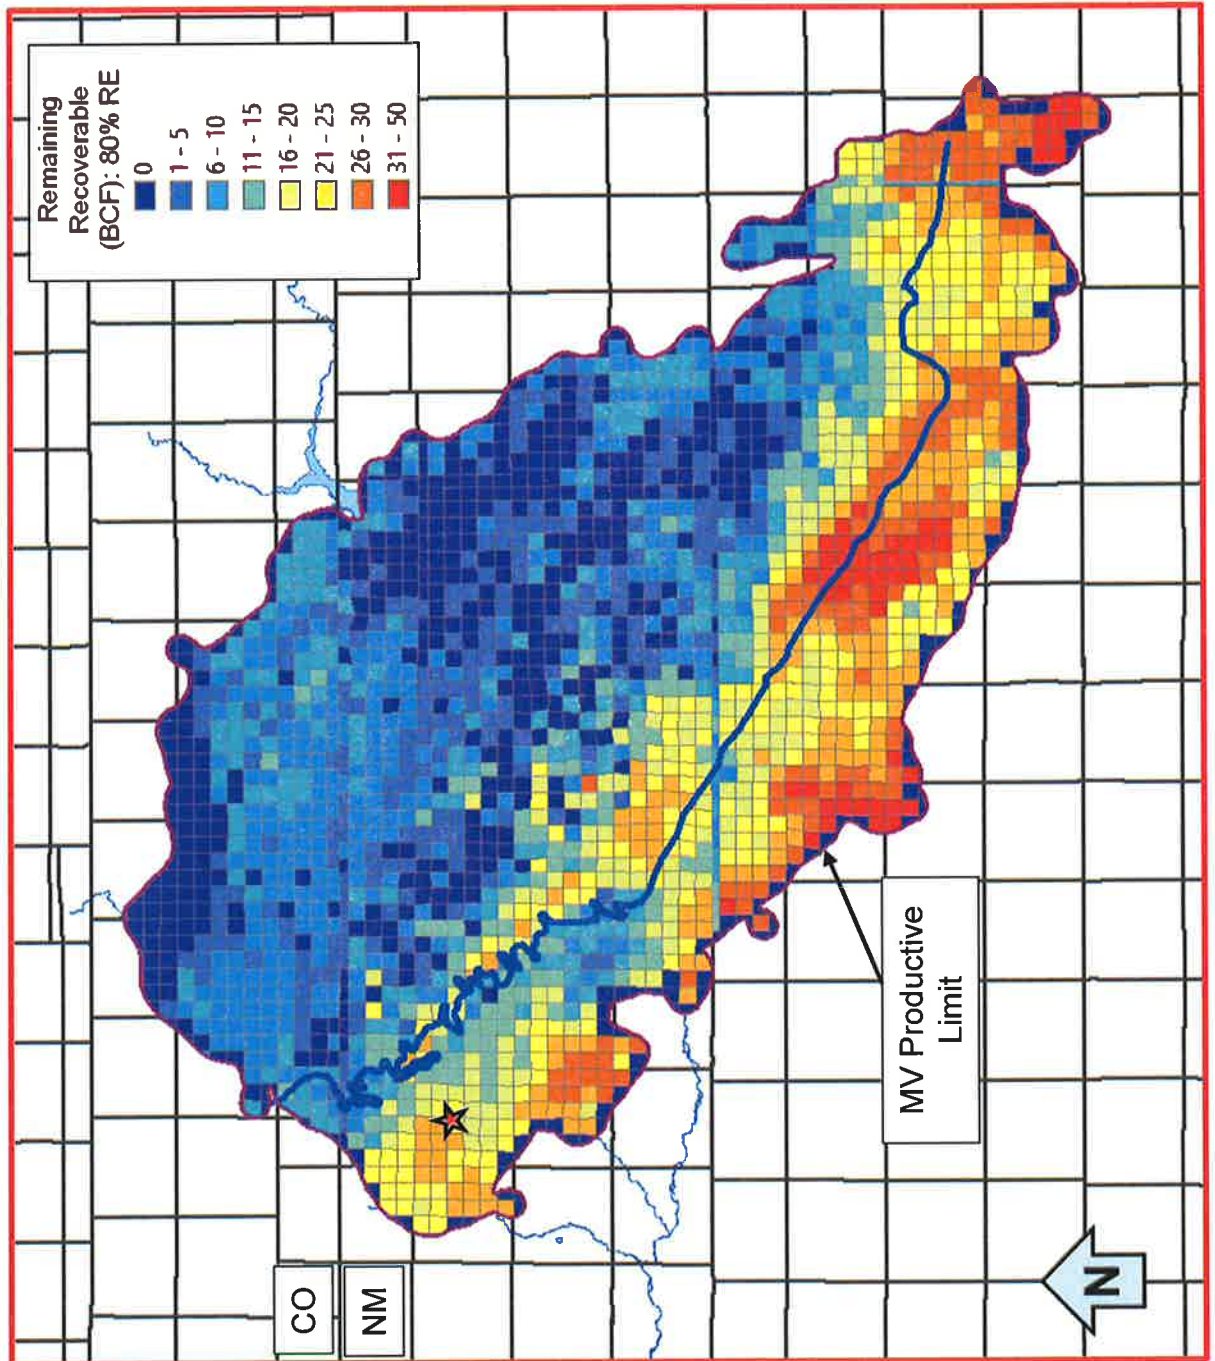 Remaining
Recoverable
(BCF): 80% RE
0
1 - 5
6 - 10
11 - 15
16 - 20
21 - 25
26 - 30
31 - 50
CO
NM
MV Productive
Limit
N